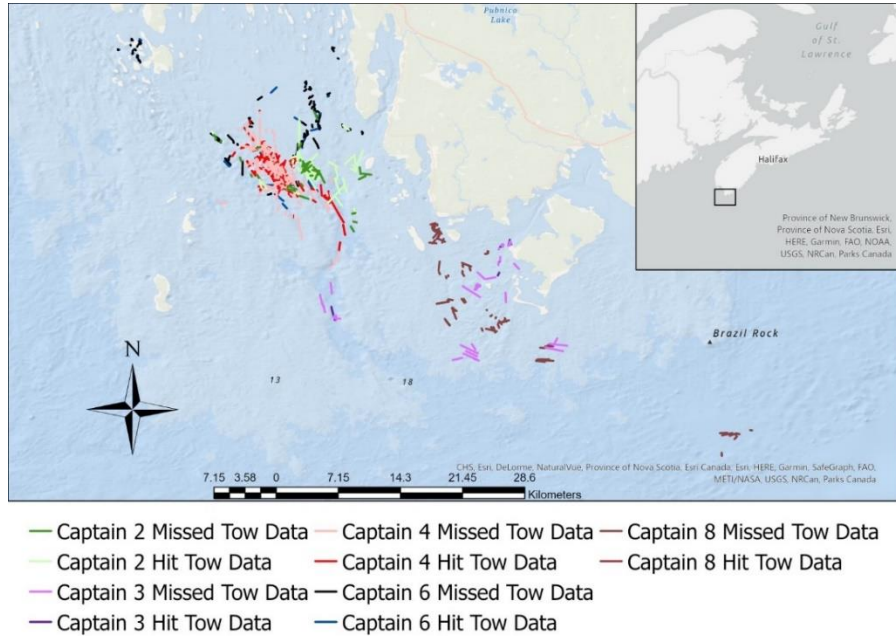 Pubnico
Lake
Gulf
of St.
Lawrence
Halifax
Province of New Brunswick,
Province of Nova Scotia, Esri,
HERE, Garmin, FAO, NOAA,
USGS, NRCan, Parks Canada
Brazil Rock
N
13
18
CHS, Esri, DeLorme, NaturalVue, Province of Nova Scotia, Esri Canada, Esri, HERE, Garmin, SafeGraph, FAO,
METI/NASA, USGS, NRCan, Parks Canada
7.15 3.58 0 7.15 14.3 21.45 28.6
Kilometers
Captain 2 Missed Tow Data
Captain 2 Hit Tow Data
Captain 3 Missed Tow Data
Captain 3 Hit Tow Data
Captain 4 Missed Tow Data
Captain 4 Hit Tow Data
Captain 6 Missed Tow Data
Captain 6 Hit Tow Data
Captain 8 Missed Tow Data
Captain 8 Hit Tow Data